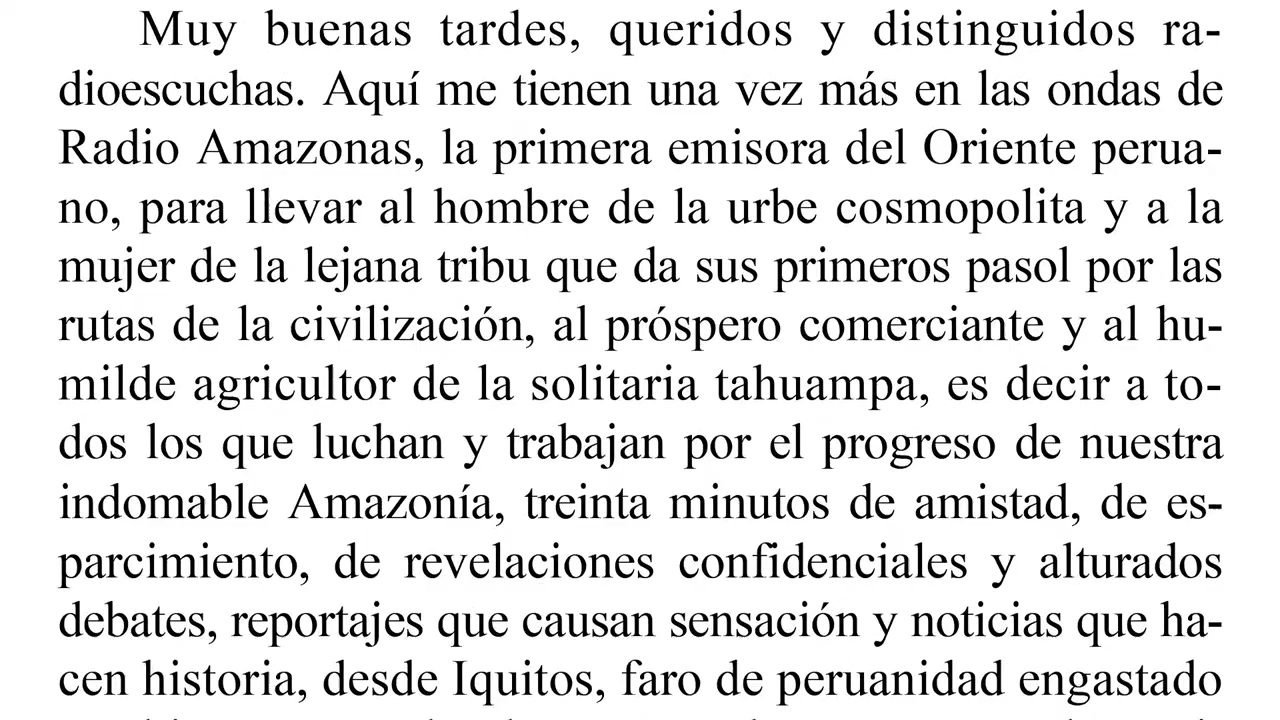 Muy buenas tardes, queridos y distinguidos ra-
dioescuchas. Aquí me tienen una vez más en las ondas de
Radio Amazonas, la primera emisora del Oriente perua-
no, para llevar al hombre de la urbe cosmopolita y a la
mujer de la lejana tribu que da sus primeros pasol por las
rutas de la civilización, al próspero comerciante y al hu-
milde agricultor de la solitaria tahuampa, es decir a to-
dos los que luchan y trabajan por el progreso de nuestra
indomable Amazonía, treinta minutos de amistad, de es-
parcimiento, de revelaciones confidenciales y alturados
debates, reportajes que causan sensación y noticias que ha-
cen historia, desde Iquitos, faro de peruanidad engastado